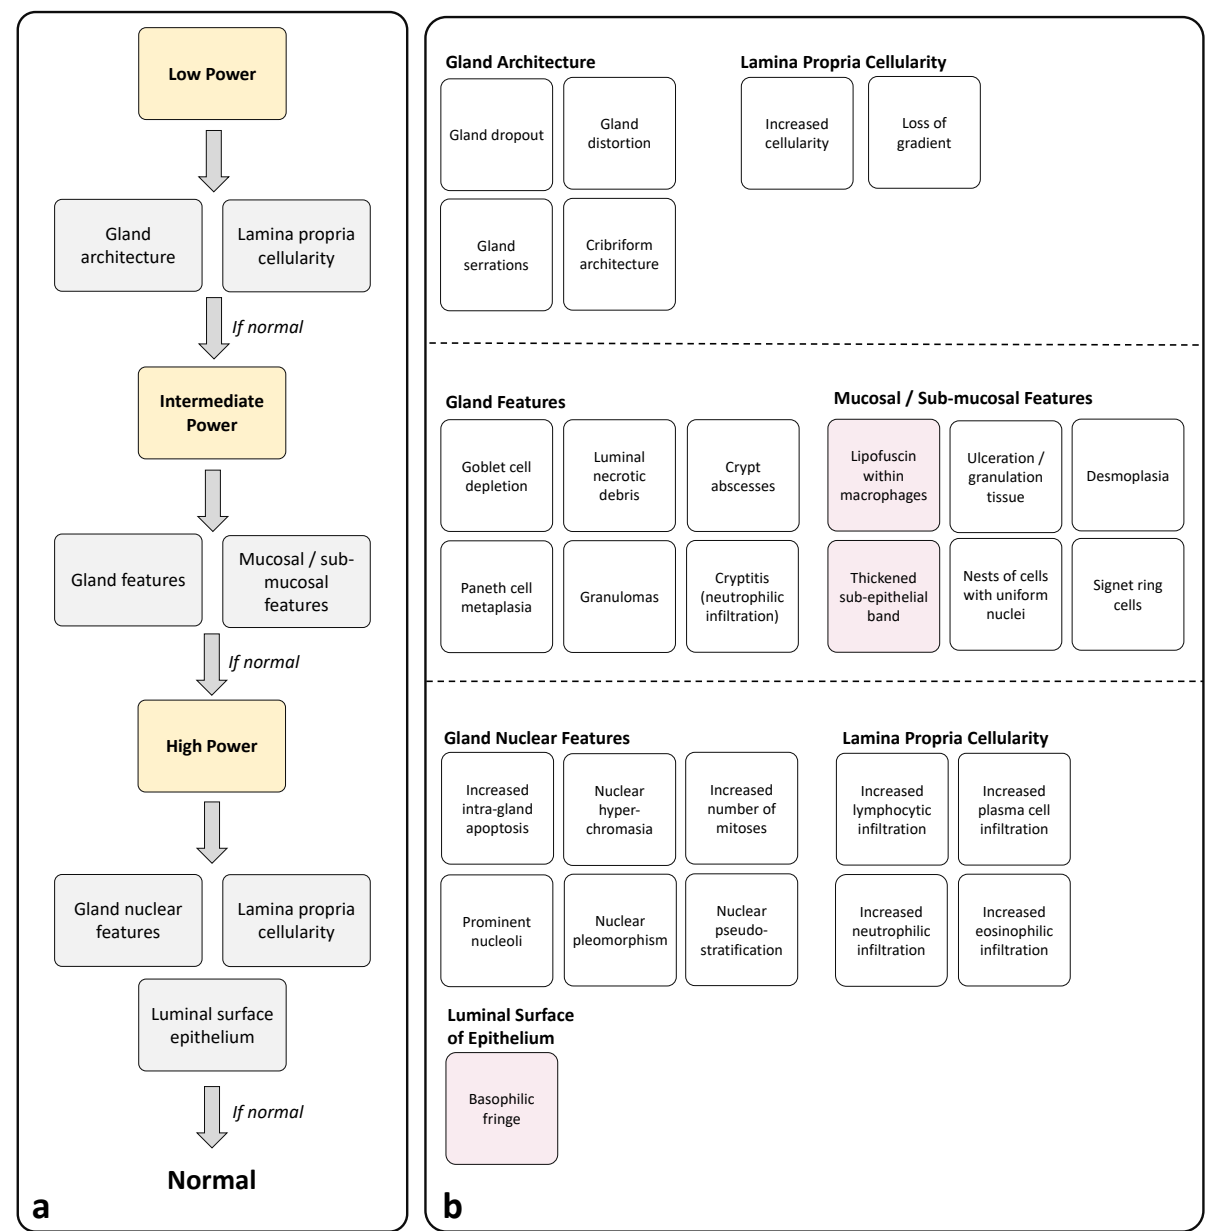 Low Power
Gland
architecture
Lamina propria
cellularity
If normal
Intermediate
Power
Gland features
Mucosal / sub-
mucosal
features
If normal
High Power
Gland nuclear
features
Lamina propria
cellularity
Luminal surface
epithelium
If normal
Normal
a
Gland Architecture
Gland dropout
Gland
distortion
Gland
serrations
Cribriform
architecture
Lamina Propria Cellularity
Increased
cellularity
Loss of
gradient
Gland Features
Goblet cell
depletion
Luminal
necrotic
debris
Crypt
abscesses
Paneth cell
metaplasia
Granulomas
Cryptitis
(neutrophilic
infiltration)
Mucosal / Sub-mucosal Features
Lipofuscin
within
macrophages
Ulceration /
granulation
tissue
Desmoplasia
Thickened
sub-epithelial
band
Nests of cells
with uniform
nuclei
Signet ring
cells
Gland Nuclear Features
Increased
intra-gland
apoptosis
Nuclear
hyper-
chromasia
Increased
number of
mitoses
Prominent
nucleoli
Nuclear
pleomorphism
Nuclear
pseudo-
stratification
Lamina Propria Cellularity
Increased
lymphocytic
infiltration
Increased
plasma cell
infiltration
Increased
neutrophilic
infiltration
Increased
eosinophilic
infiltration
Luminal Surface
of Epithelium
Basophilic
fringe
b